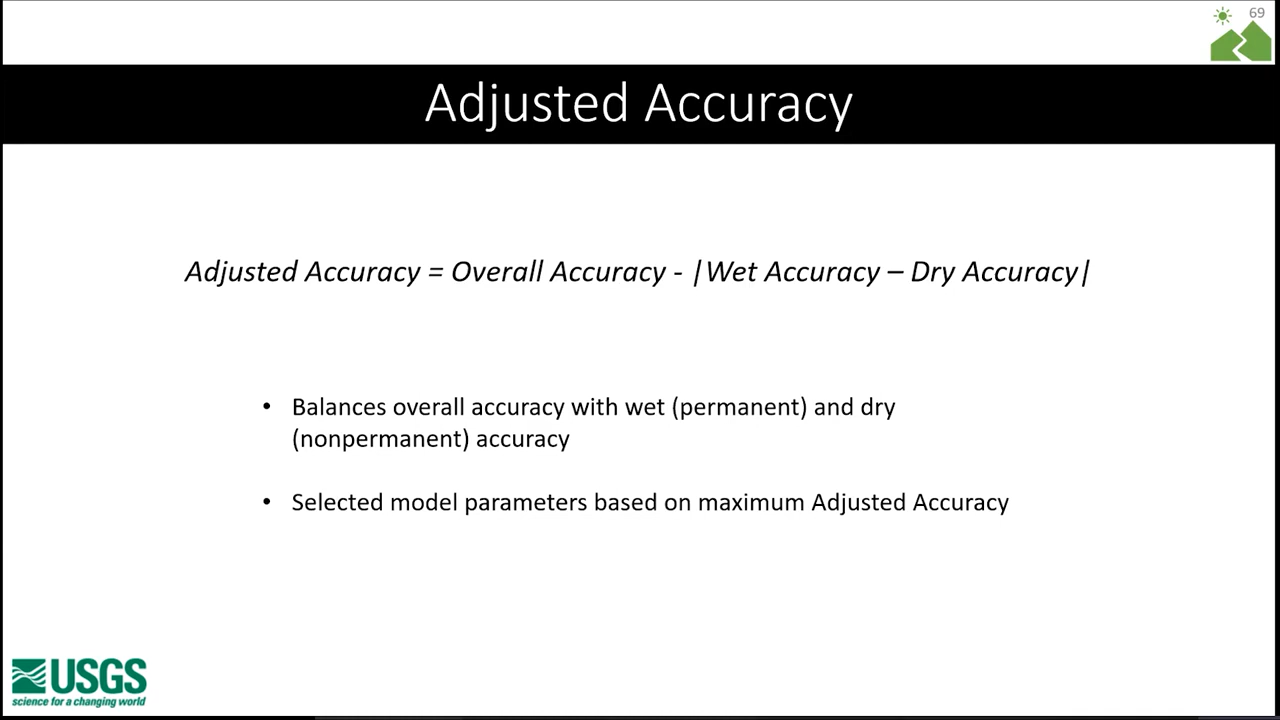 69
Adjusted Accuracy
Adjusted Accuracy = Overall Accuracy - |Wet Accuracy – Dry Accuracy|
• Balances overall accuracy with wet (permanent) and dry
(nonpermanent) accuracy
• Selected model parameters based on maximum Adjusted Accuracy
USGS
science for a changing world